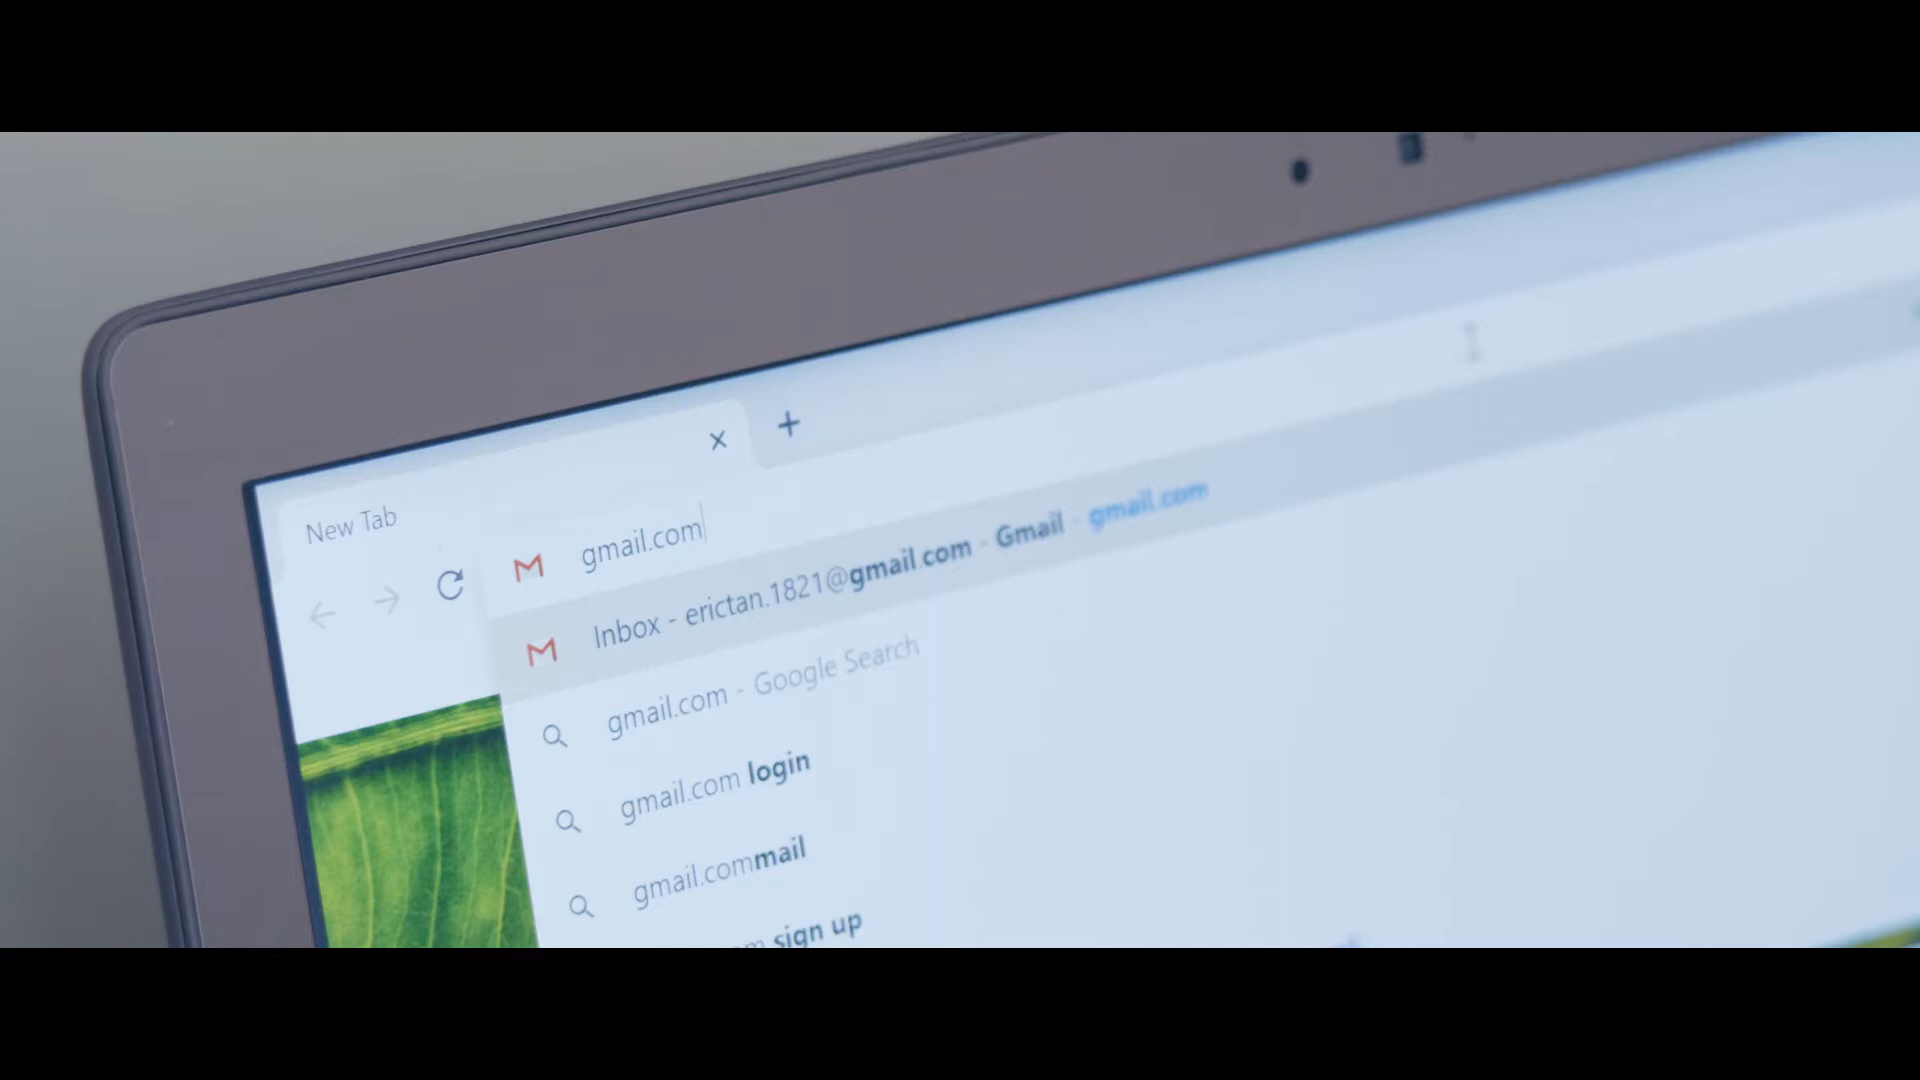 New Tab
gmail.com
Inbox - erictan.1821@gmail.com - Gmail - gmail.com
gmail.com - Google Search
gmail.com login
gmail.commail
sign up